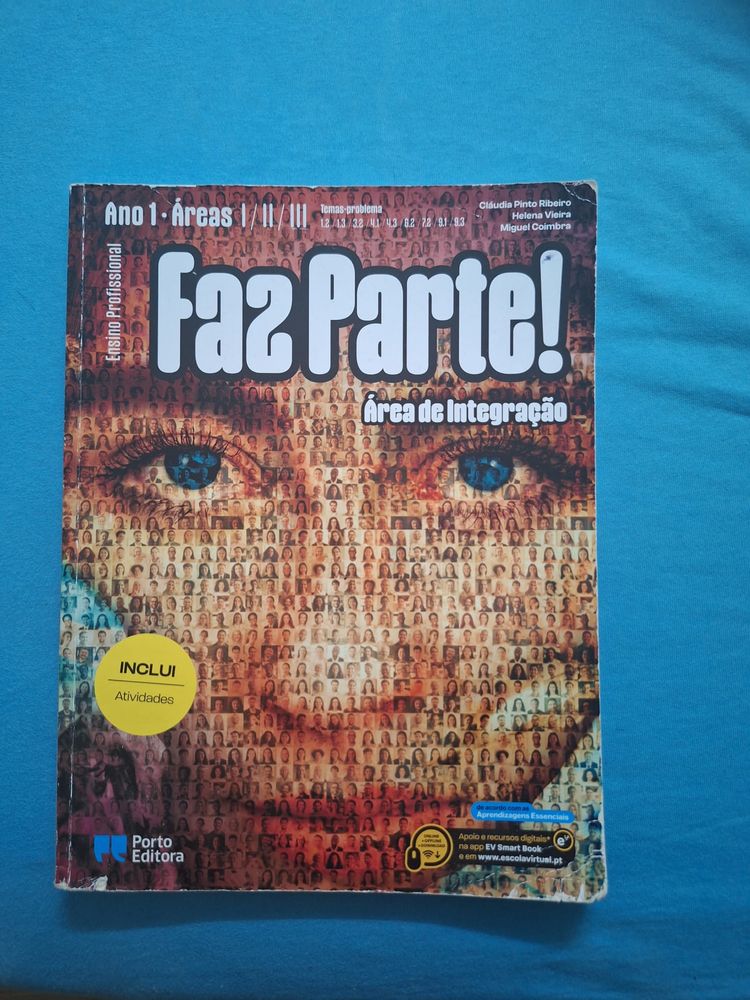 Ano 1 • Áreas I / II / III
Temas-problema
1.2 / 1.3 / 3.2 / 4.1 / 4.3 / 6.2 / 7.2 / 9.1 / 9.3
Cláudia Pinto Ribeiro
Helena Vieira
Miguel Coimbra
Ensino Profissional
Faz Parte!
Área de Integração
INCLUI
Atividades
de acordo com as
Aprendizagens Essenciais
Porto
Editora
ONLINE
+ OFFLINE
+ DOWNLOAD
Apoio e recursos digitais*
na app EV Smart Book
e em www.escolavirtual.pt